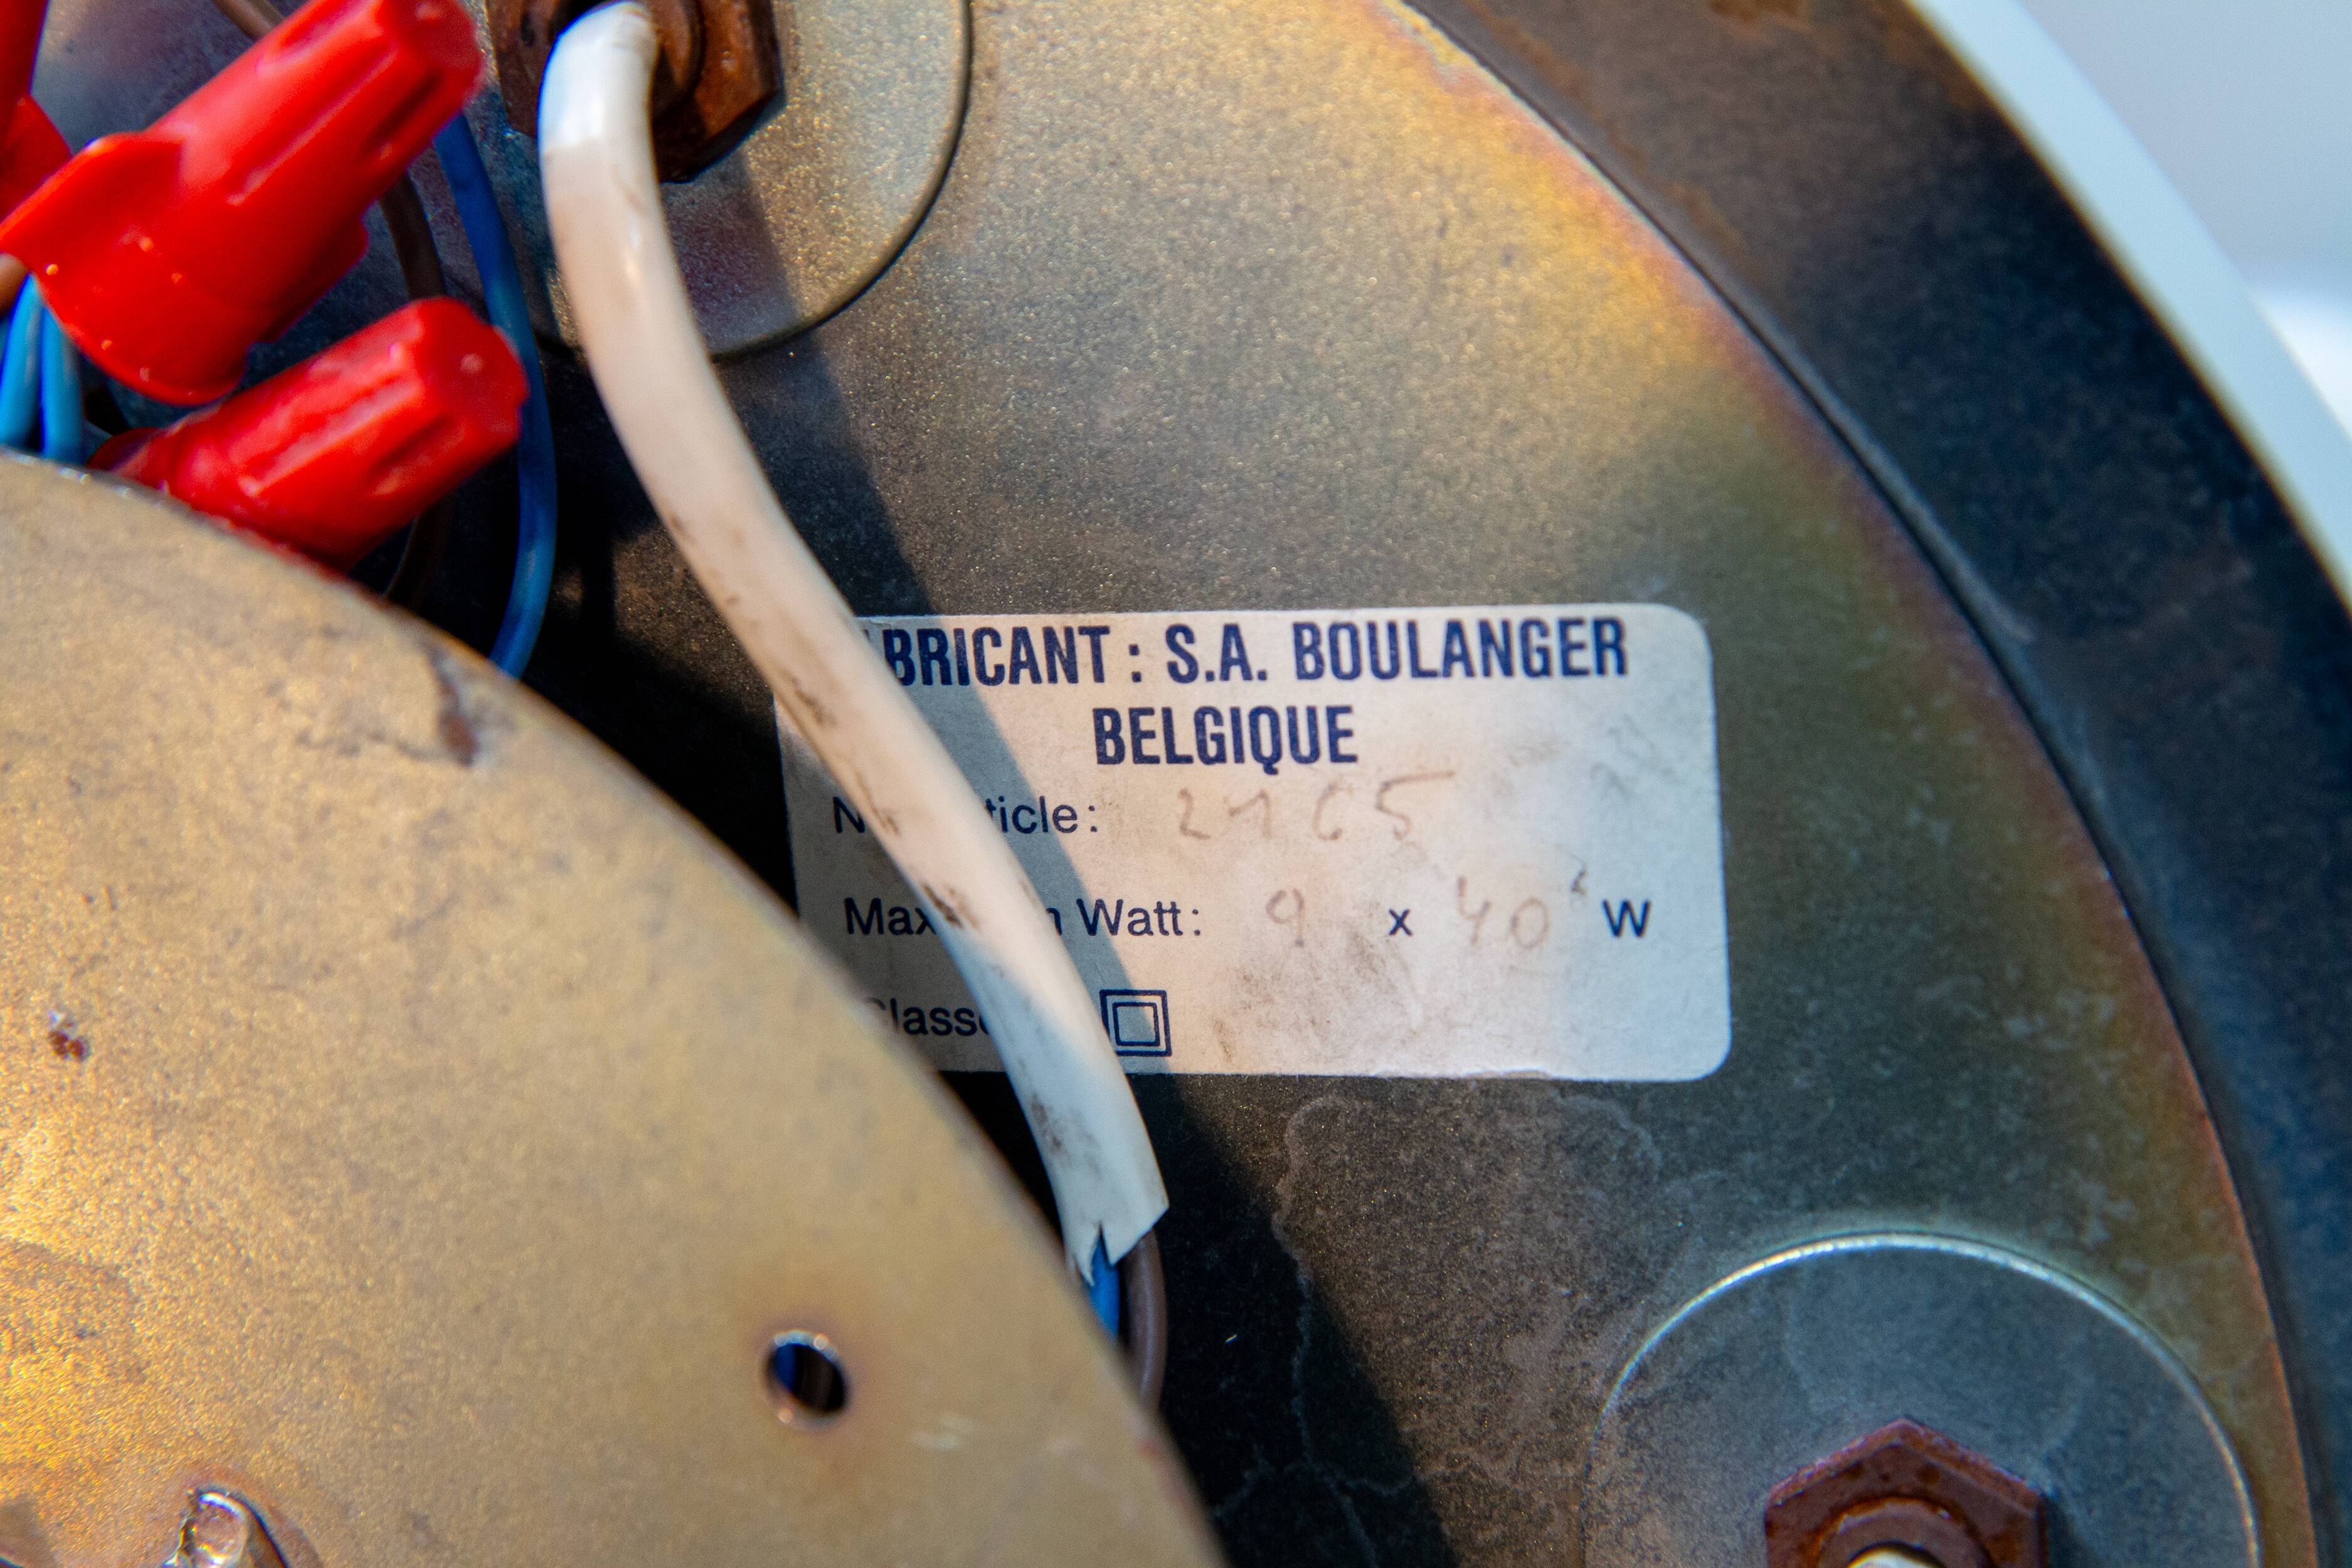 BRICANT : S.A. BOULANGER
BELGIQUE
ticle: 2165
Watt: 9 x 40 W
Classe